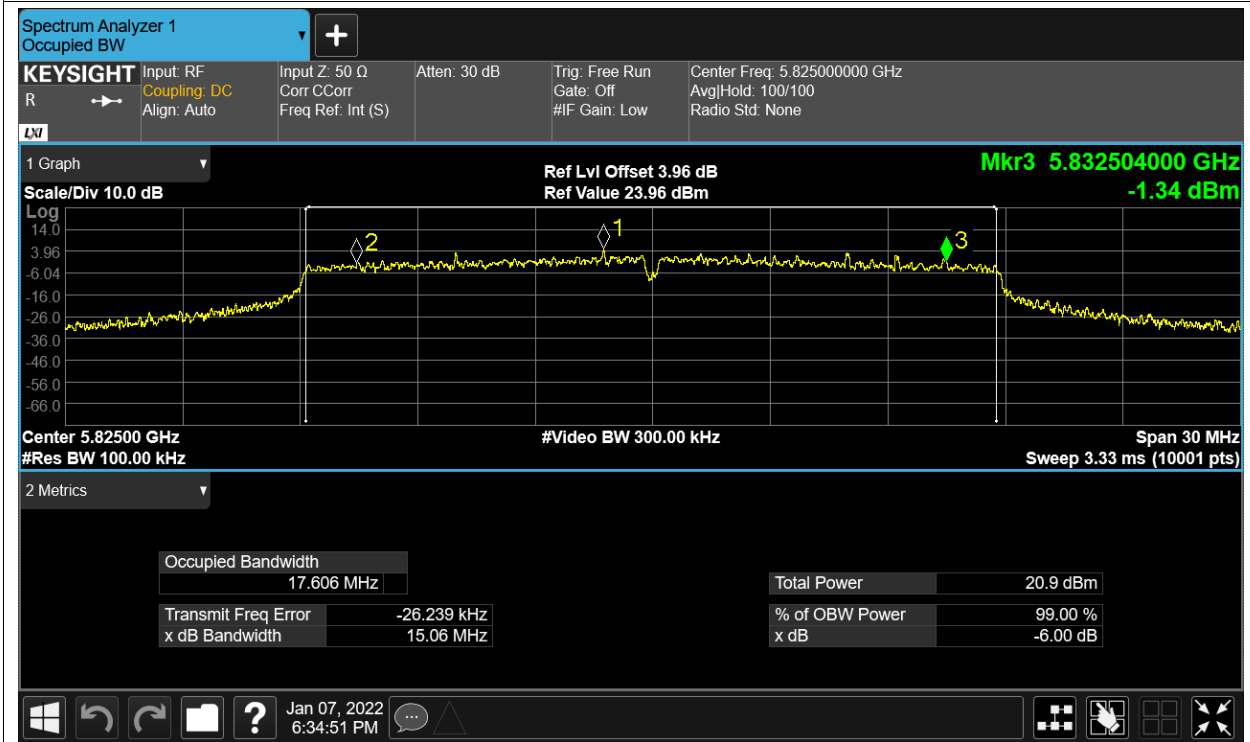 Spectrum Analyzer 1
Occupied BW
▼
+
KEYSIGHT
R
LXI
Input: RF
Coupling: DC
Align: Auto
Input Z: 50 Ω
Corr CCorr
Freq Ref: Int (S)
Atten: 30 dB
Trig: Free Run
Gate: Off
#IF Gain: Low
Center Freq: 5.825000000 GHz
Avg|Hold: 100/100
Radio Std: None
1 Graph
Scale/Div 10.0 dB
Ref Lvl Offset 3.96 dB
Ref Value 23.96 dBm
Mkr3 5.832504000 GHz
-1.34 dBm
Log
14.0
3.96
-6.04
-16.0
-26.0
-36.0
-46.0
-56.0
-66.0
2
1
3
Center 5.82500 GHz
#Res BW 100.00 kHz
#Video BW 300.00 kHz
Span 30 MHz
Sweep 3.33 ms (10001 pts)
2 Metrics
Occupied Bandwidth
17.606 MHz
Transmit Freq Error -26.239 kHz
x dB Bandwidth 15.06 MHz
Total Power 20.9 dBm
% of OBW Power 99.00 %
x dB -6.00 dB
?
Jan 07, 2022
6:34:51 PM